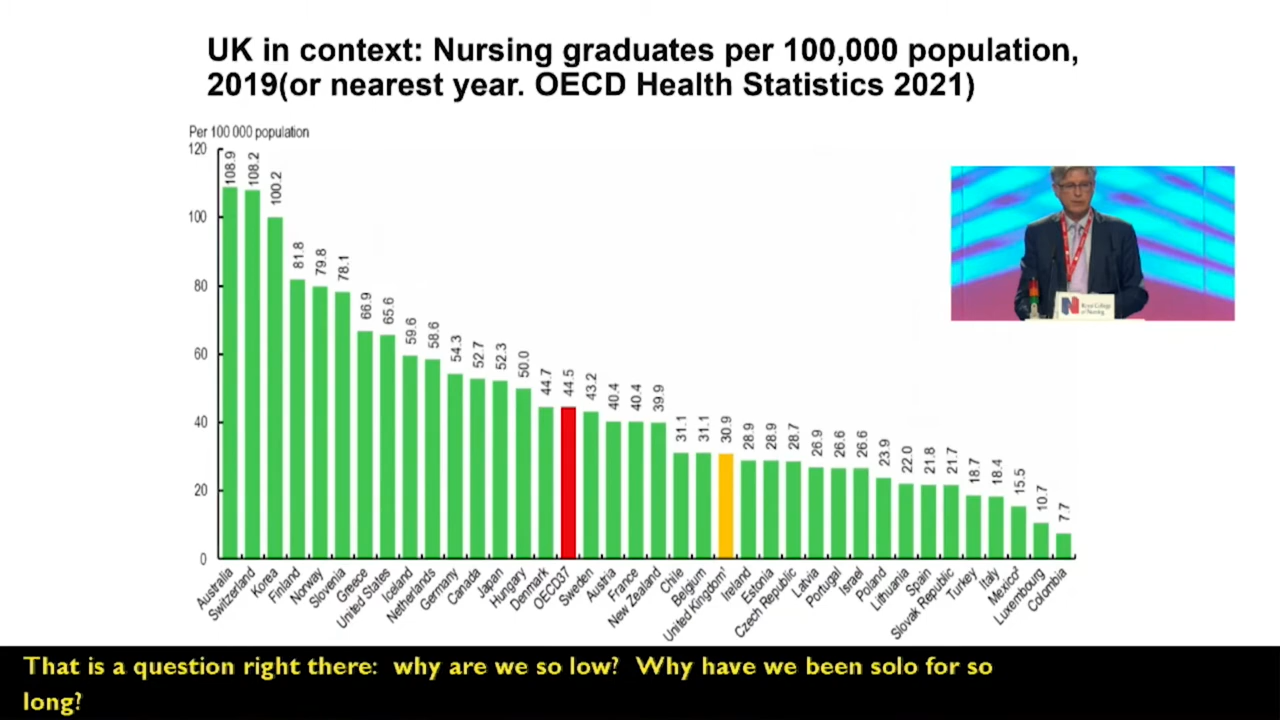 UK in context: Nursing graduates per 100,000 population,
2019(or nearest year. OECD Health Statistics 2021)
Per 100 000 population
120
100
80
60
40
20
0
108.9
108.2
100.2
81.8
79.8
78.1
66.9
65.6
59.6
58.6
54.3
52.7
52.3
50.0
44.7
44.5
43.2
40.4
40.4
39.9
31.1
31.1
30.9
28.9
28.9
28.7
26.9
26.6
26.6
23.9
22.0
21.8
21.7
18.7
18.4
15.5
10.7
7.7
Australia
Switzerland
Korea
Finland
Norway
Slovenia
Greece
United States
Iceland
Netherlands
Germany
Canada
Japan
Hungary
Denmark
OECD37
Sweden
Austria
France
New Zealand
Chile
Belgium
United Kingdom¹
Ireland
Estonia
Czech Republic
Latvia
Portugal
Israel
Poland
Lithuania
Spain
Slovak Republic
Turkey
Italy
Mexico²
Luxembourg
Colombia
Royal College
of Nursing
That is a question right there:  why are we so low?  Why have we been solo for so
long?